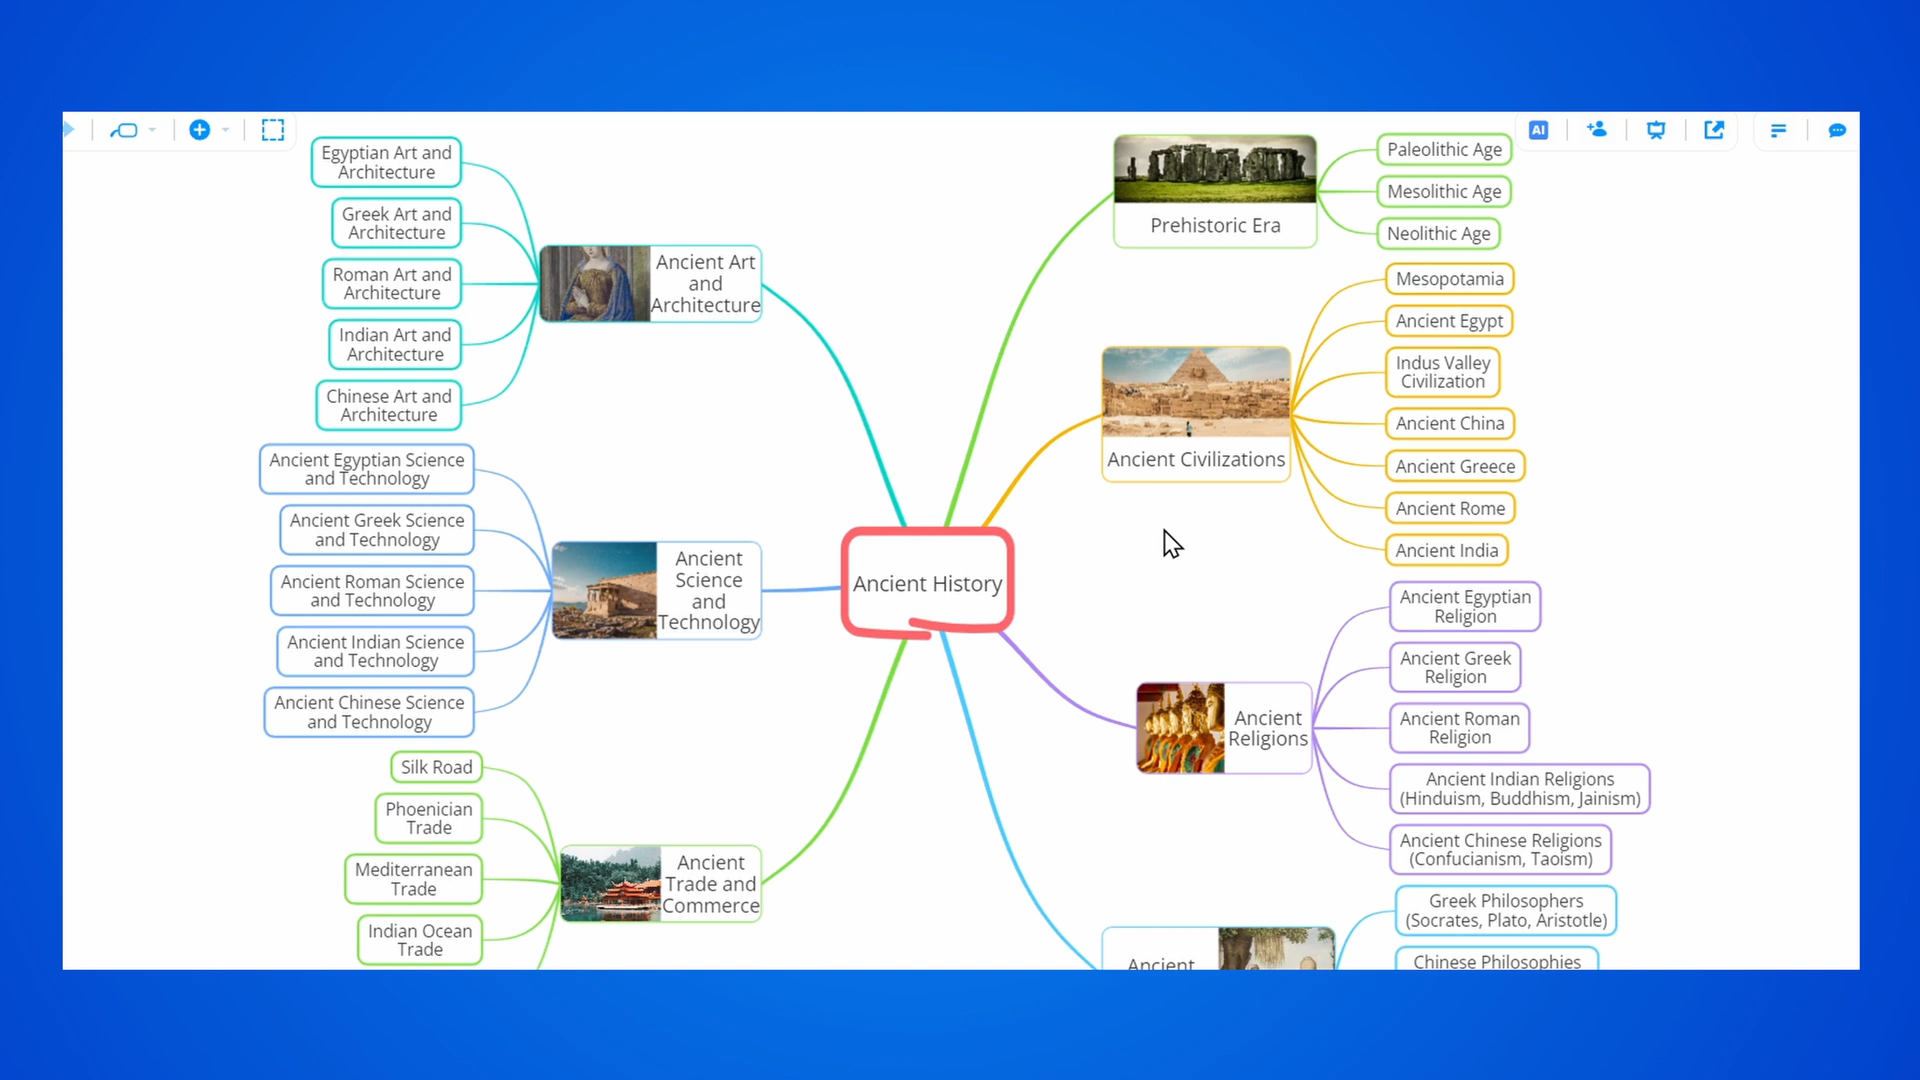 AI
Egyptian Art and
Architecture
Greek Art and
Architecture
Roman Art and
Architecture
Indian Art and
Architecture
Chinese Art and
Architecture
Ancient Art
and
Architecture
Ancient Egyptian Science
and Technology
Ancient Greek Science
and Technology
Ancient Roman Science
and Technology
Ancient Indian Science
and Technology
Ancient Chinese Science
and Technology
Ancient
Science
and
Technology
Silk Road
Phoenician
Trade
Mediterranean
Trade
Indian Ocean
Trade
Ancient
Trade and
Commerce
Ancient History
Prehistoric Era
Paleolithic Age
Mesolithic Age
Neolithic Age
Ancient Civilizations
Mesopotamia
Ancient Egypt
Indus Valley
Civilization
Ancient China
Ancient Greece
Ancient Rome
Ancient India
Ancient
Religions
Ancient Egyptian
Religion
Ancient Greek
Religion
Ancient Roman
Religion
Ancient Indian Religions
(Hinduism, Buddhism, Jainism)
Ancient Chinese Religions
(Confucianism, Taoism)
Ancient
Greek Philosophers
(Socrates, Plato, Aristotle)
Chinese Philosophies